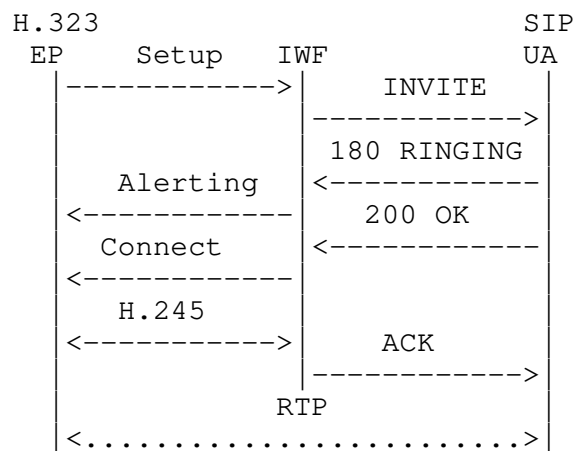 H.323 SIP
EP Setup IWF UA
|------------>| INVITE |
| |------------>|
| | 180 RINGING |
| Alerting |<------------|
|<------------| 200 OK |
| Connect |<------------|
|<------------| |
| H.245 | |
|<----------->| ACK |
| |------------>|
| RTP |
|<.........................>|